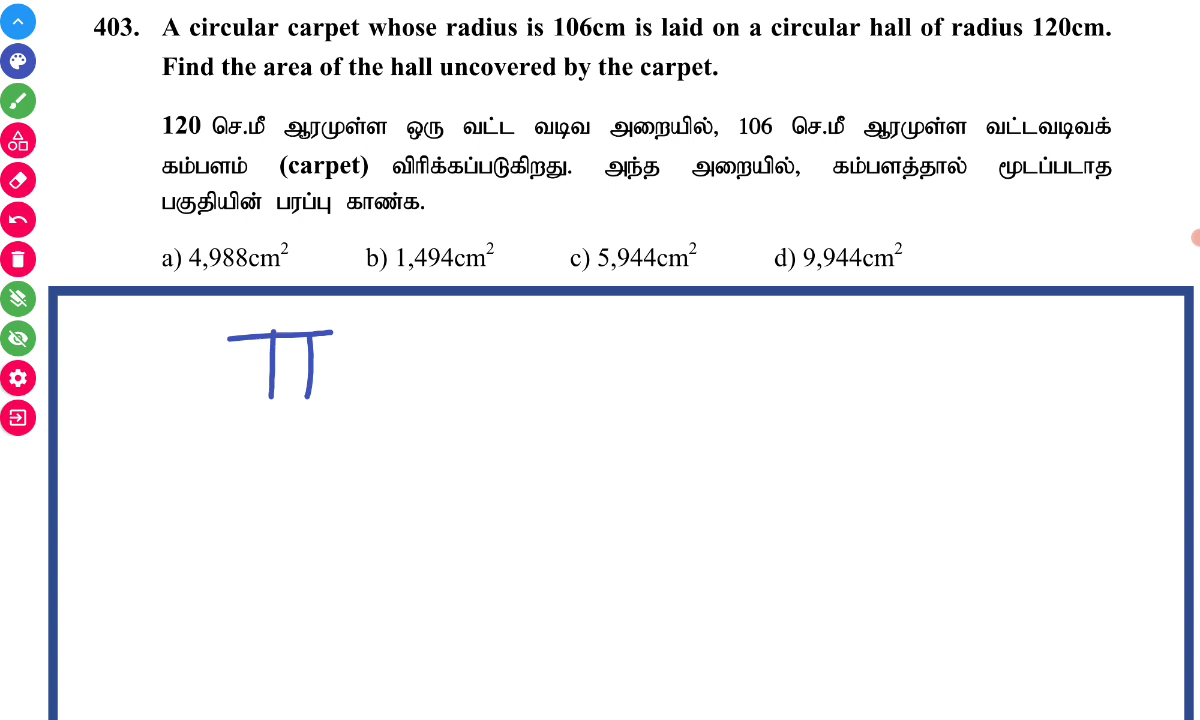 403. A circular carpet whose radius is 106cm is laid on a circular hall of radius 120cm.
Find the area of the hall uncovered by the carpet.
120 செ.மீ ஆரமுள்ள ஒரு வட்ட வடிவ அறையில், 106 செ.மீ ஆரமுள்ள வட்டவடிவக்
கம்பளம் (carpet) விரிக்கப்படுகிறது. அந்த அறையில், கம்பளத்தால் மூடப்படாத
பகுதியின் பரப்பு காண்க.
a) 4,988cm² b) 1,494cm² c) 5,944cm² d) 9,944cm²
π